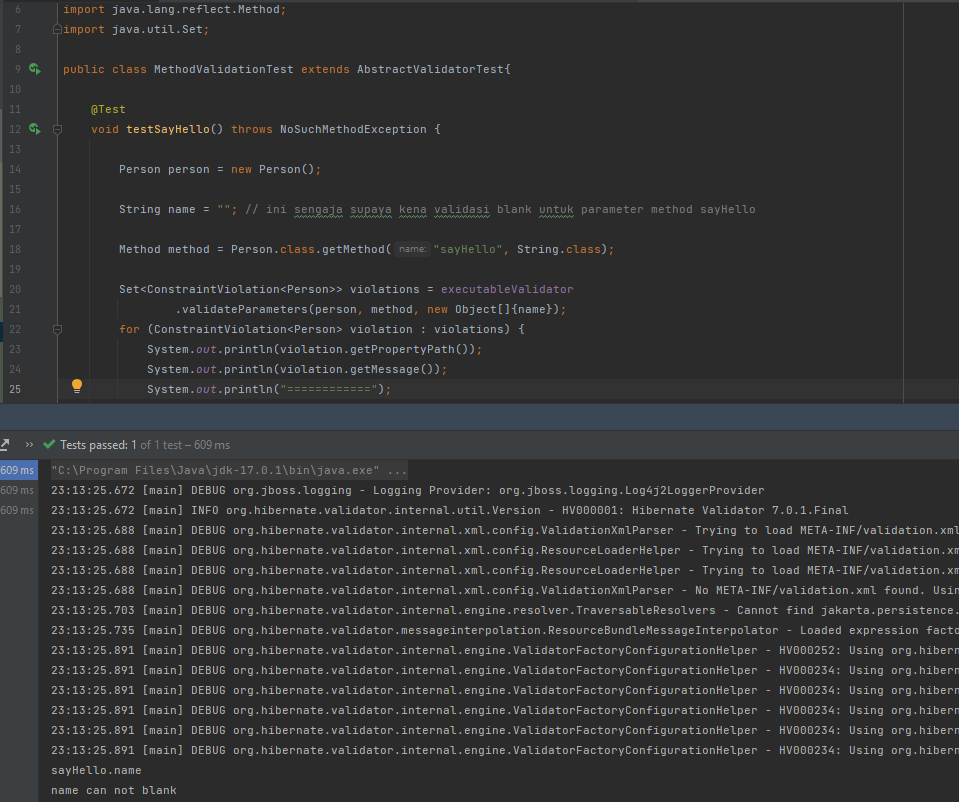 6 import java.lang.reflect.Method;
7 import java.util.Set;
8
9 public class MethodValidationTest extends AbstractValidatorTest{
10
11 @Test
12 void testSayHello() throws NoSuchMethodException {
13
14 Person person = new Person();
15
16 String name = ""; // ini sengaja supaya kena validasi blank untuk parameter method sayHello
17
18 Method method = Person.class.getMethod( name: "sayHello", String.class);
19
20 Set<ConstraintViolation<Person>> violations = executableValidator
21 .validateParameters(person, method, new Object[]{name});
22 for (ConstraintViolation<Person> violation : violations) {
23 System.out.println(violation.getPropertyPath());
24 System.out.println(violation.getMessage());
25 System.out.println("============");
Tests passed: 1 of 1 test – 609 ms
609 ms "C:\Program Files\Java\jdk-17.0.1\bin\java.exe" ...
609 ms 23:13:25.672 [main] DEBUG org.jboss.logging - Logging Provider: org.jboss.logging.Log4j2LoggerProvider
609 ms 23:13:25.672 [main] INFO org.hibernate.validator.internal.util.Version - HV000001: Hibernate Validator 7.0.1.Final
23:13:25.688 [main] DEBUG org.hibernate.validator.internal.xml.config.ValidationXmlParser - Trying to load META-INF/validation.xml
23:13:25.688 [main] DEBUG org.hibernate.validator.internal.xml.config.ResourceLoaderHelper - Trying to load META-INF/validation.xm
23:13:25.688 [main] DEBUG org.hibernate.validator.internal.xml.config.ResourceLoaderHelper - Trying to load META-INF/validation.xm
23:13:25.688 [main] DEBUG org.hibernate.validator.internal.xml.config.ValidationXmlParser - No META-INF/validation.xml found. Usin
23:13:25.703 [main] DEBUG org.hibernate.validator.internal.engine.resolver.TraversableResolvers - Cannot find jakarta.persistence.
23:13:25.735 [main] DEBUG org.hibernate.validator.messageinterpolation.ResourceBundleMessageInterpolator - Loaded expression facto
23:13:25.891 [main] DEBUG org.hibernate.validator.internal.engine.ValidatorFactoryConfigurationHelper - HV000252: Using org.hibern
23:13:25.891 [main] DEBUG org.hibernate.validator.internal.engine.ValidatorFactoryConfigurationHelper - HV000234: Using org.hibern
23:13:25.891 [main] DEBUG org.hibernate.validator.internal.engine.ValidatorFactoryConfigurationHelper - HV000234: Using org.hibern
23:13:25.891 [main] DEBUG org.hibernate.validator.internal.engine.ValidatorFactoryConfigurationHelper - HV000234: Using org.hibern
23:13:25.891 [main] DEBUG org.hibernate.validator.internal.engine.ValidatorFactoryConfigurationHelper - HV000234: Using org.hibern
23:13:25.891 [main] DEBUG org.hibernate.validator.internal.engine.ValidatorFactoryConfigurationHelper - HV000234: Using org.hibern
sayHello.name
name can not blank